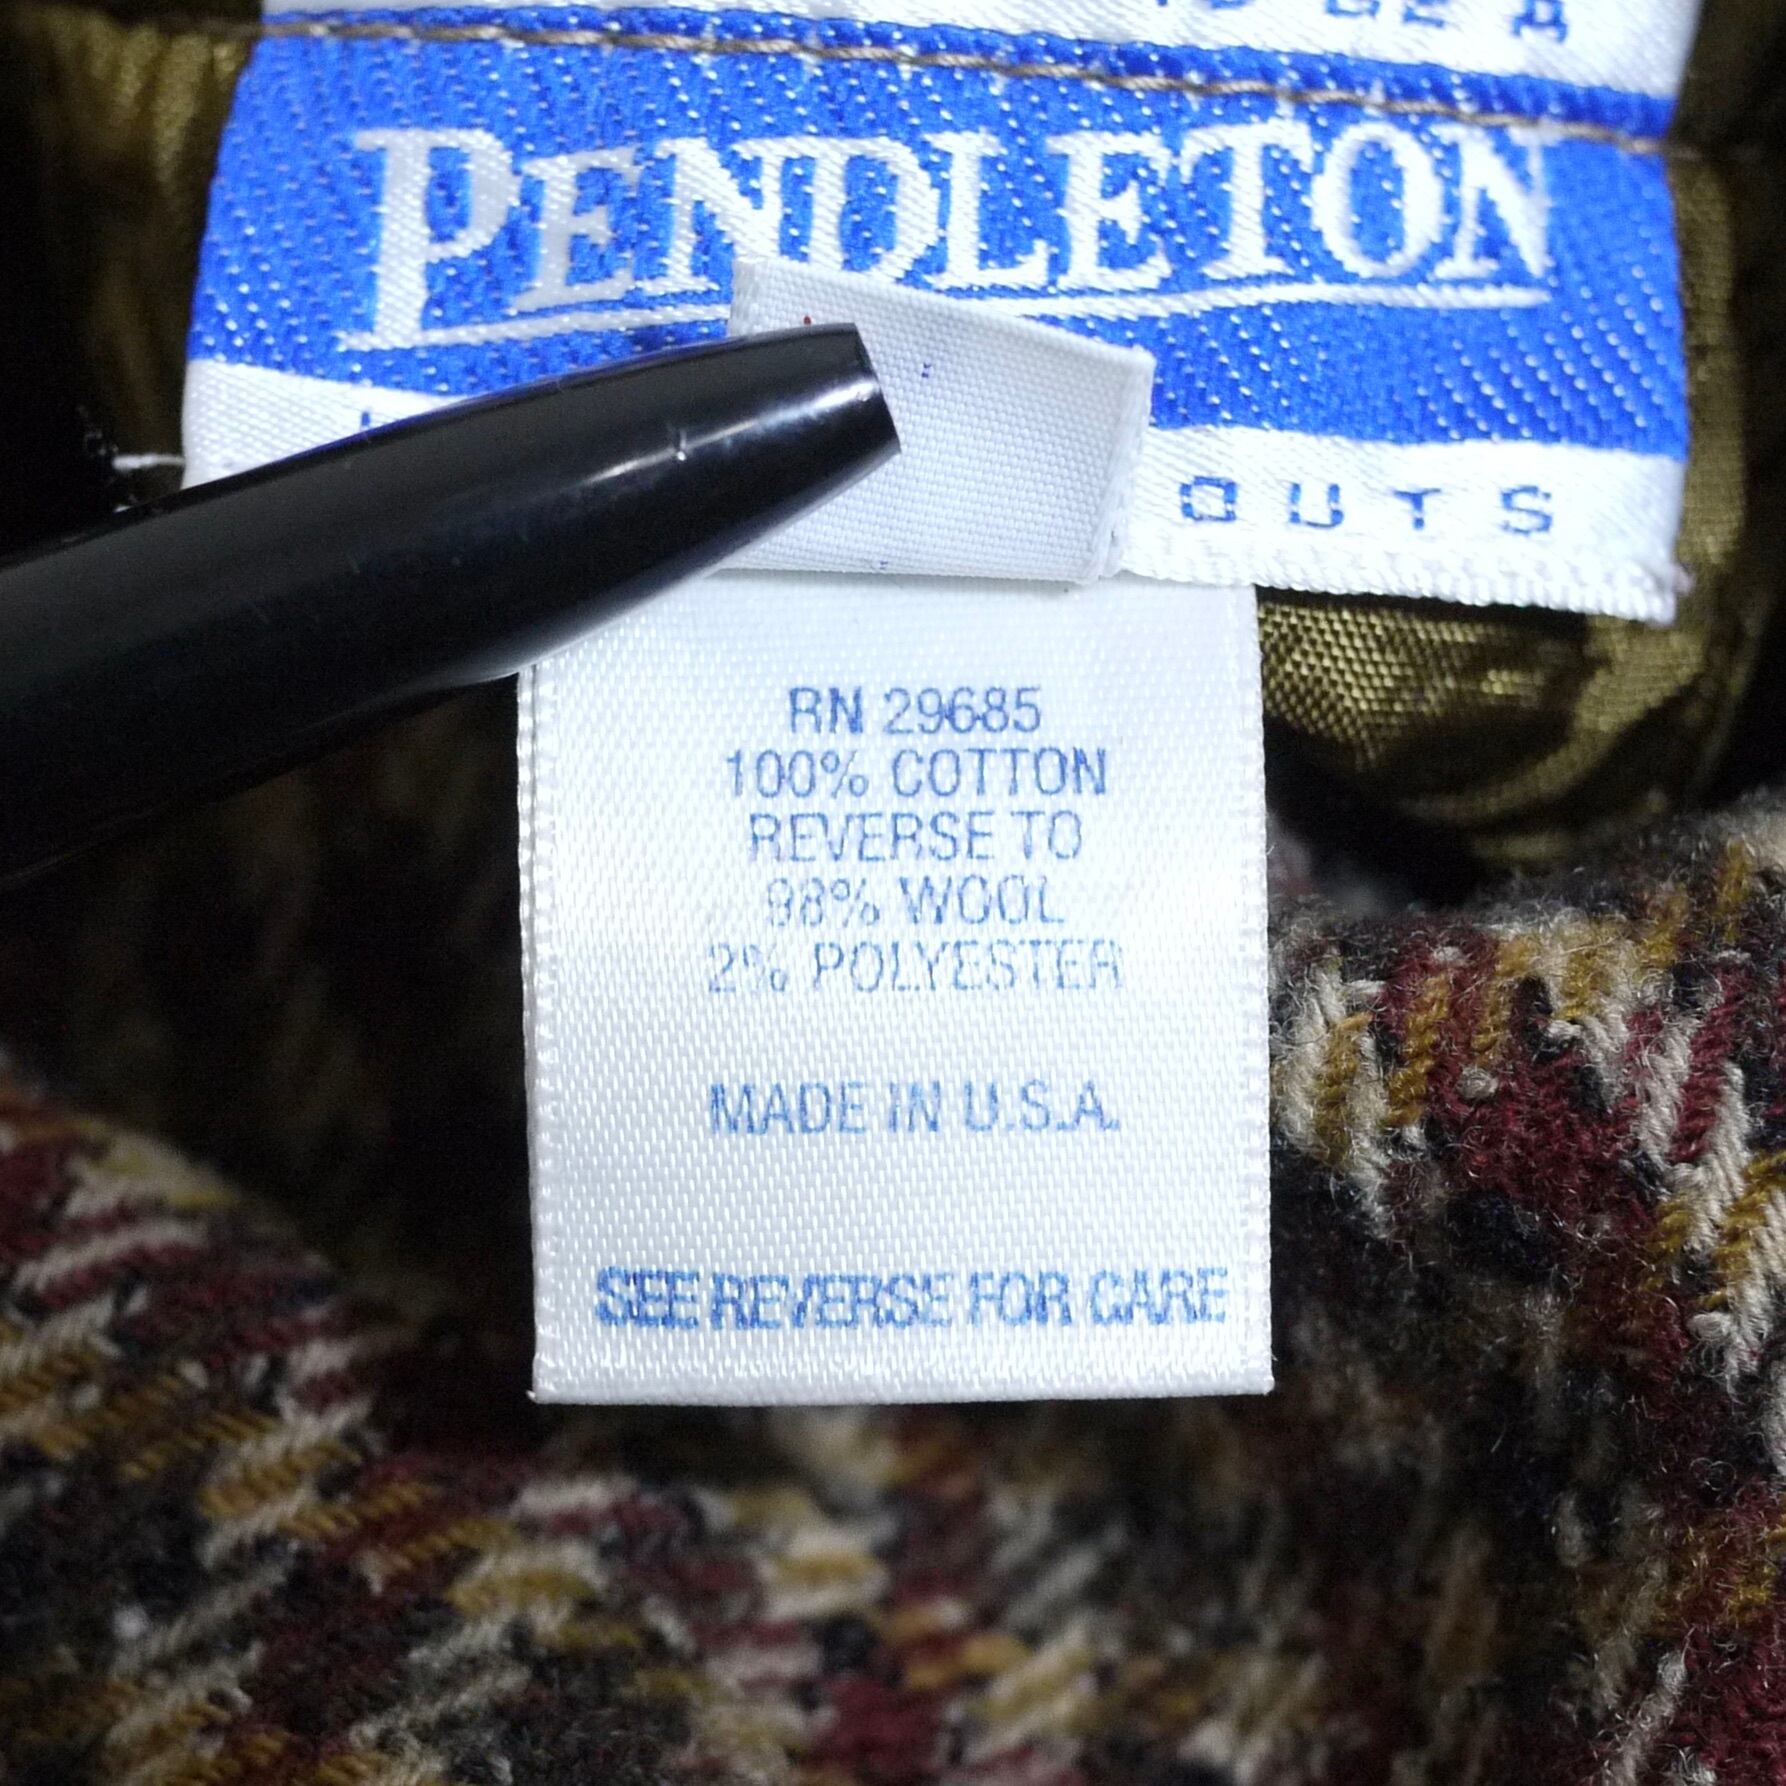 PENDLETON
OUTS
RN 29685
100% COTTON
REVERSE TO
98% WOOL
2% POLYESTER
MADE IN U.S.A.
SEE REVERSE FOR CARE